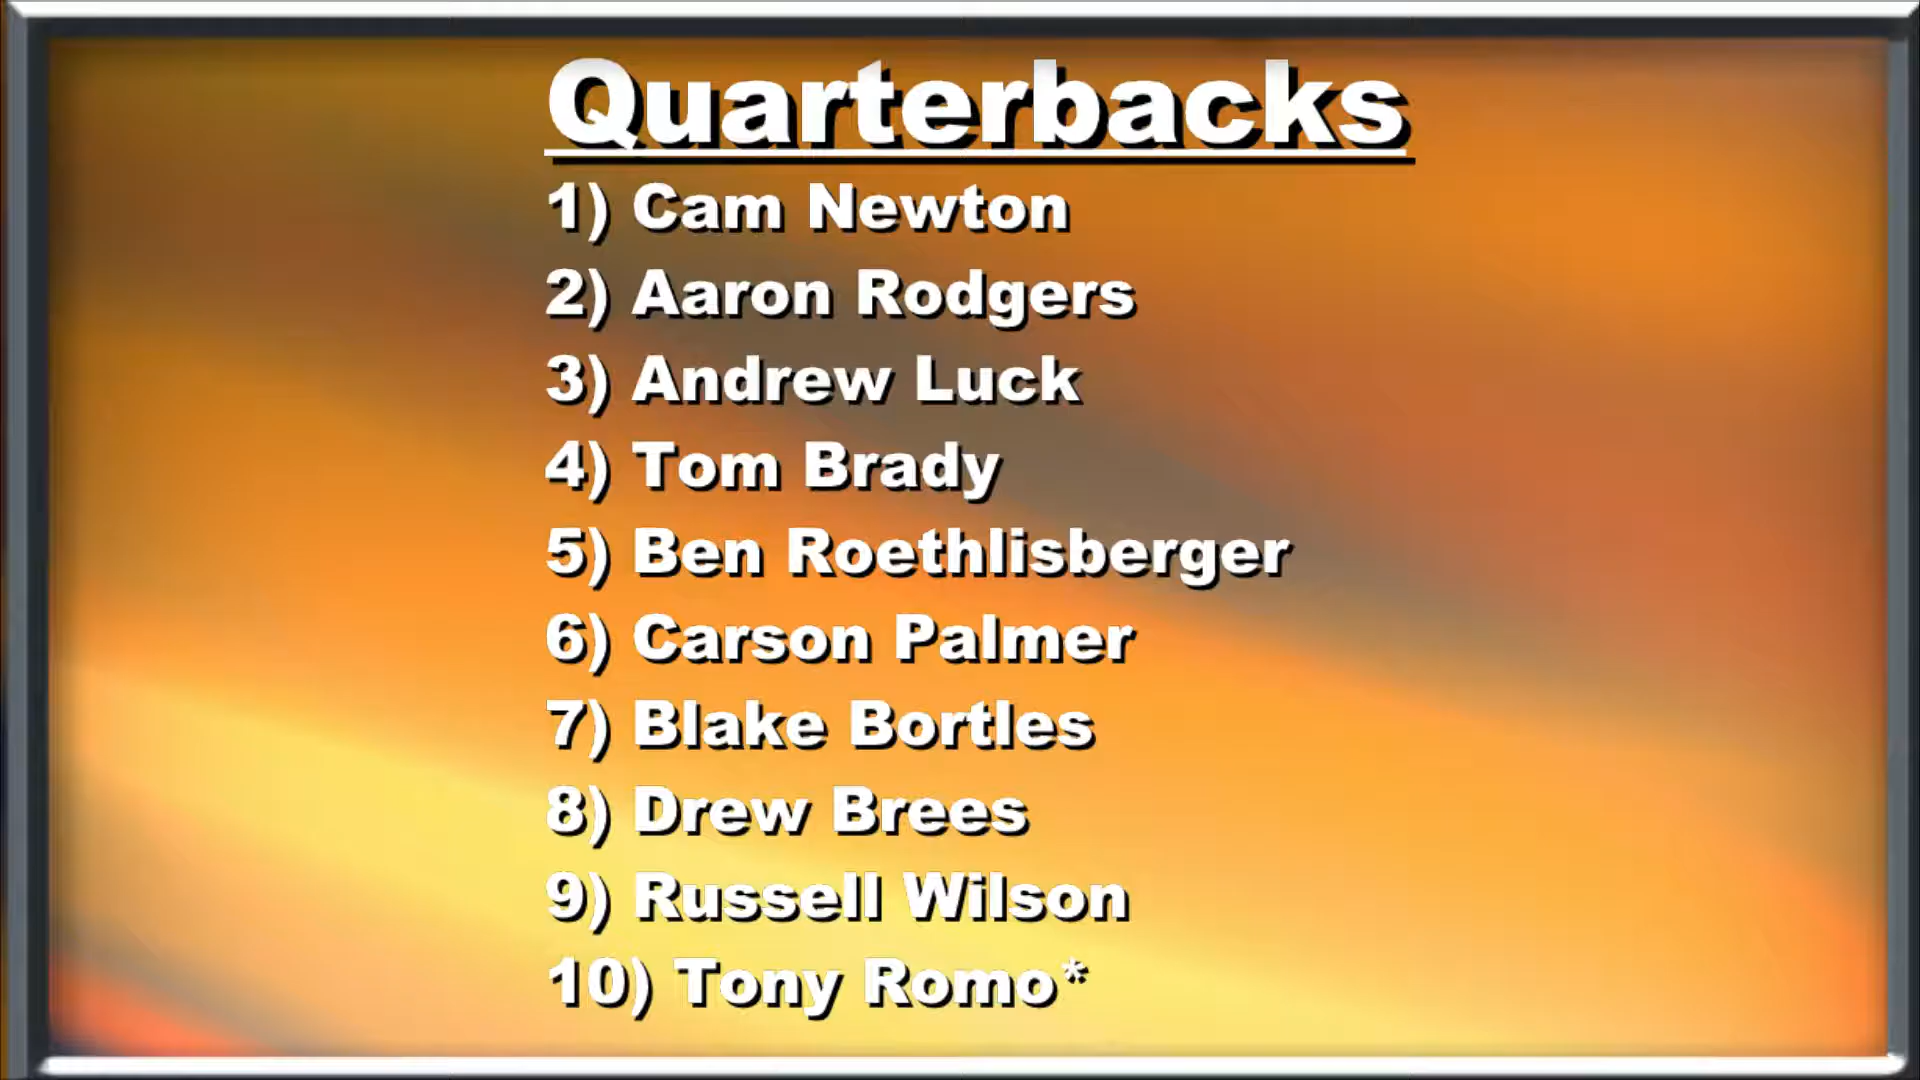 Quarterbacks
1) Cam Newton
2) Aaron Rodgers
3) Andrew Luck
4) Tom Brady
5) Ben Roethlisberger
6) Carson Palmer
7) Blake Bortles
8) Drew Brees
9) Russell Wilson
10) Tony Romo*